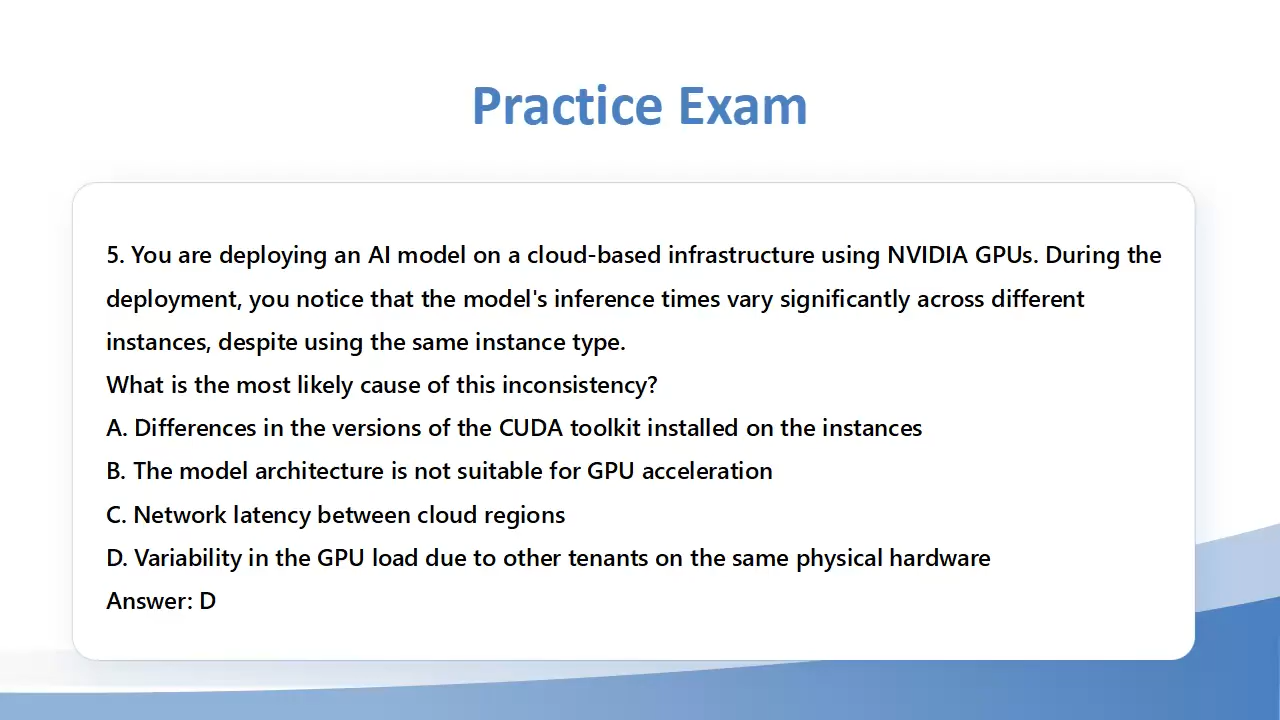 Practice Exam
5. You are deploying an AI model on a cloud-based infrastructure using NVIDIA GPUs. During the
deployment, you notice that the model's inference times vary significantly across different
instances, despite using the same instance type.
What is the most likely cause of this inconsistency?
A. Differences in the versions of the CUDA toolkit installed on the instances
B. The model architecture is not suitable for GPU acceleration
C. Network latency between cloud regions
D. Variability in the GPU load due to other tenants on the same physical hardware
Answer: D